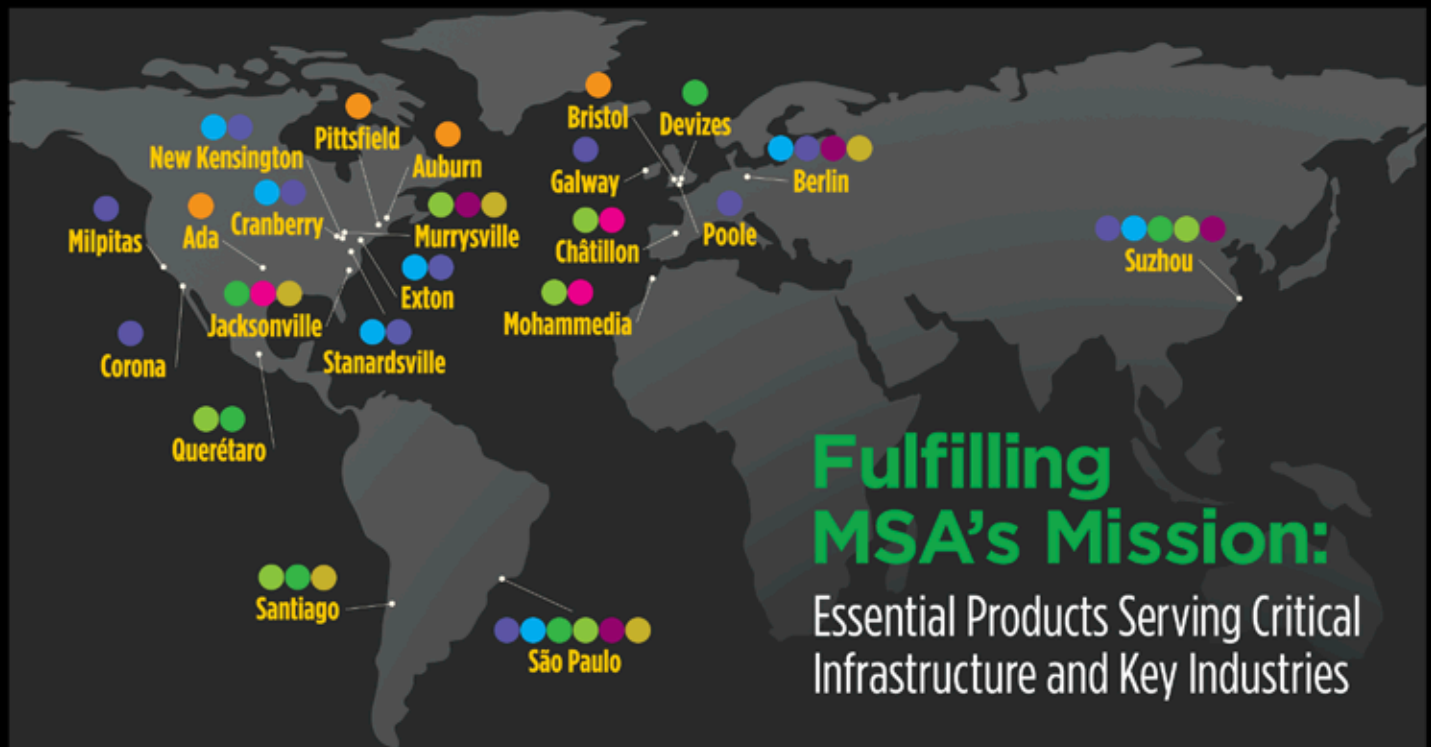 Bristol
Devizes
Pittsfield
New Kensington
Auburn
Galway
Berlin
Cranberry
Milpitas
Ada
Murrysville
Châtillon
Poole
Suzhou
Exton
Jacksonville
Mohammedia
Corona
Stanardsville
Querétaro
Fulfilling
MSA's Mission:
Essential Products Serving Critical
Infrastructure and Key Industries
Santiago
São Paulo